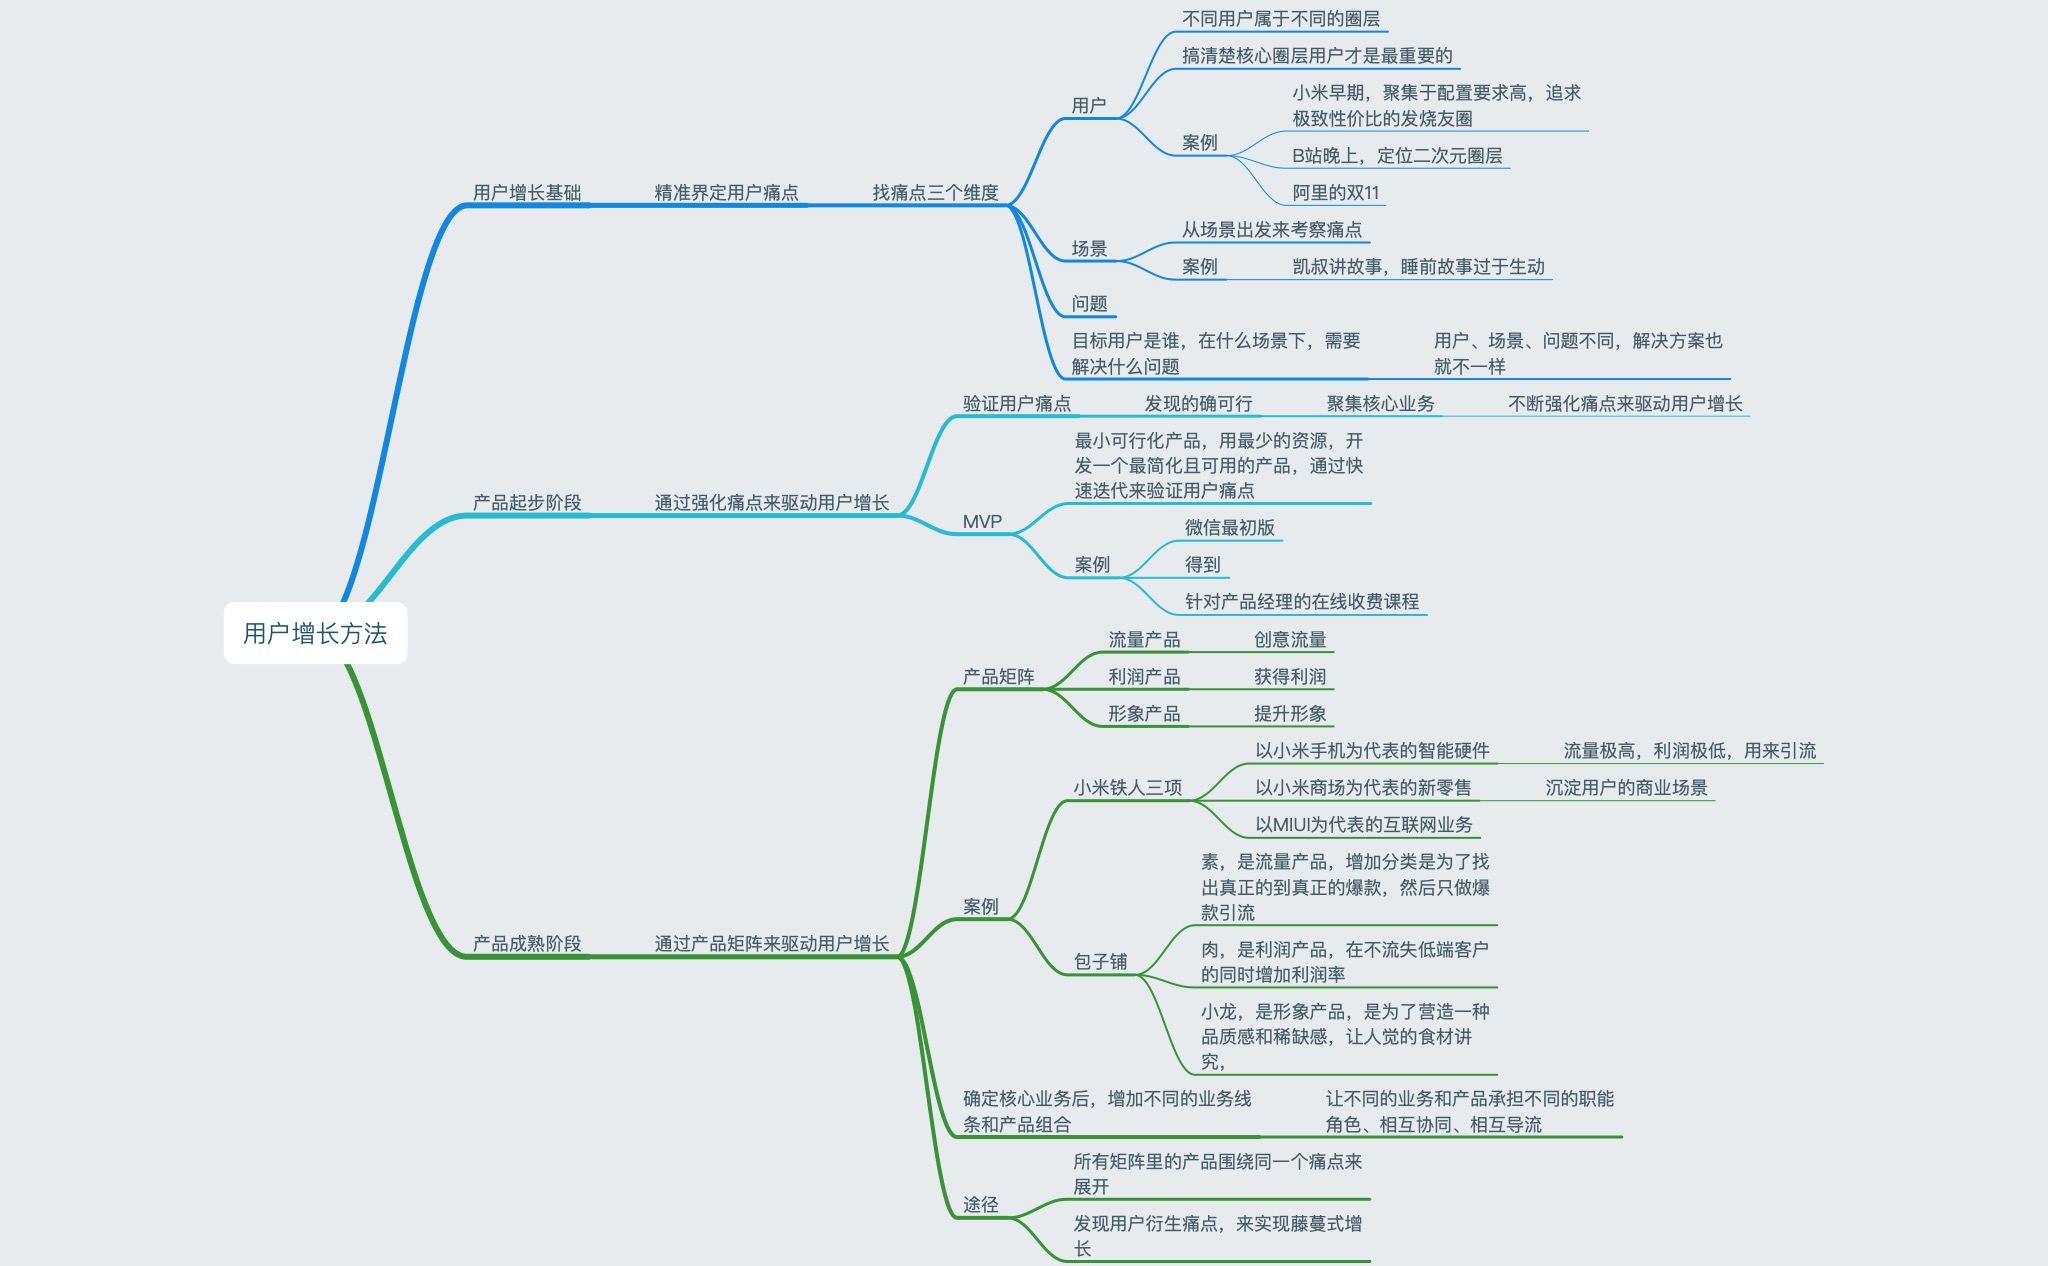 用户增长方法
用户增长基础
精准界定用户痛点
找痛点三个维度
用户
不同用户属于不同的圈层
搞清楚核心圈层用户才是最重要的
案例
小米早期，聚集于配置要求高，追求
极致性价比的发烧友圈
B站晚上，定位二次元圈层
阿里的双11
场景
从场景出发来考察痛点
案例
凯叔讲故事，睡前故事过于生动
问题
目标用户是谁，在什么场景下，需要
解决什么问题
用户、场景、问题不同，解决方案也
就不一样
产品起步阶段
通过强化痛点来驱动用户增长
验证用户痛点
发现的确可行
聚集核心业务
不断强化痛点来驱动用户增长
MVP
最小可行化产品，用最少的资源，开
发一个最简化且可用的产品，通过快
速迭代来验证用户痛点
案例
微信最初版
得到
针对产品经理的在线收费课程
产品成熟阶段
通过产品矩阵来驱动用户增长
产品矩阵
流量产品
创意流量
利润产品
获得利润
形象产品
提升形象
案例
小米铁人三项
以小米手机为代表的智能硬件
流量极高，利润极低，用来引流
以小米商场为代表的新零售
沉淀用户的商业场景
以MIUI为代表的互联网业务
包子铺
素，是流量产品，增加分类是为了找
出真正的到真正的爆款，然后只做爆
款引流
肉，是利润产品，在不流失低端客户
的同时增加利润率
小龙，是形象产品，是为了营造一种
品质感和稀缺感，让人觉的食材讲
究，
确定核心业务后，增加不同的业务线
条和产品组合
让不同的业务和产品承担不同的职能
角色、相互协同、相互导流
途径
所有矩阵里的产品围绕同一个痛点来
展开
发现用户衍生痛点，来实现藤蔓式增
长